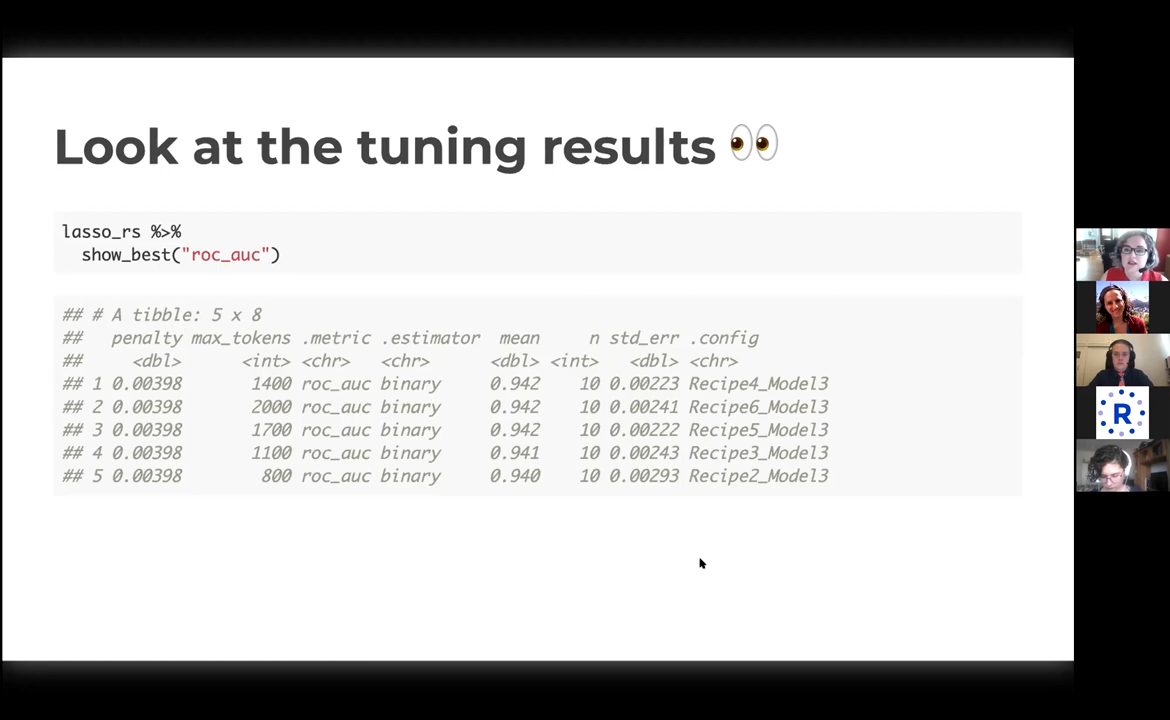 Look at the tuning results 👀
lasso_rs %>%
  show_best("roc_auc")
## # A tibble: 5 x 8
##   penalty max_tokens .metric .estimator  mean     n std_err .config
##     <dbl>      <int> <chr>   <chr>      <dbl> <int>   <dbl> <chr>
## 1 0.00398       1400 roc_auc binary     0.942    10 0.00223 Recipe4_Model3
## 2 0.00398       2000 roc_auc binary     0.942    10 0.00241 Recipe6_Model3
## 3 0.00398       1700 roc_auc binary     0.942    10 0.00222 Recipe5_Model3
## 4 0.00398       1100 roc_auc binary     0.941    10 0.00243 Recipe3_Model3
## 5 0.00398        800 roc_auc binary     0.940    10 0.00293 Recipe2_Model3
R